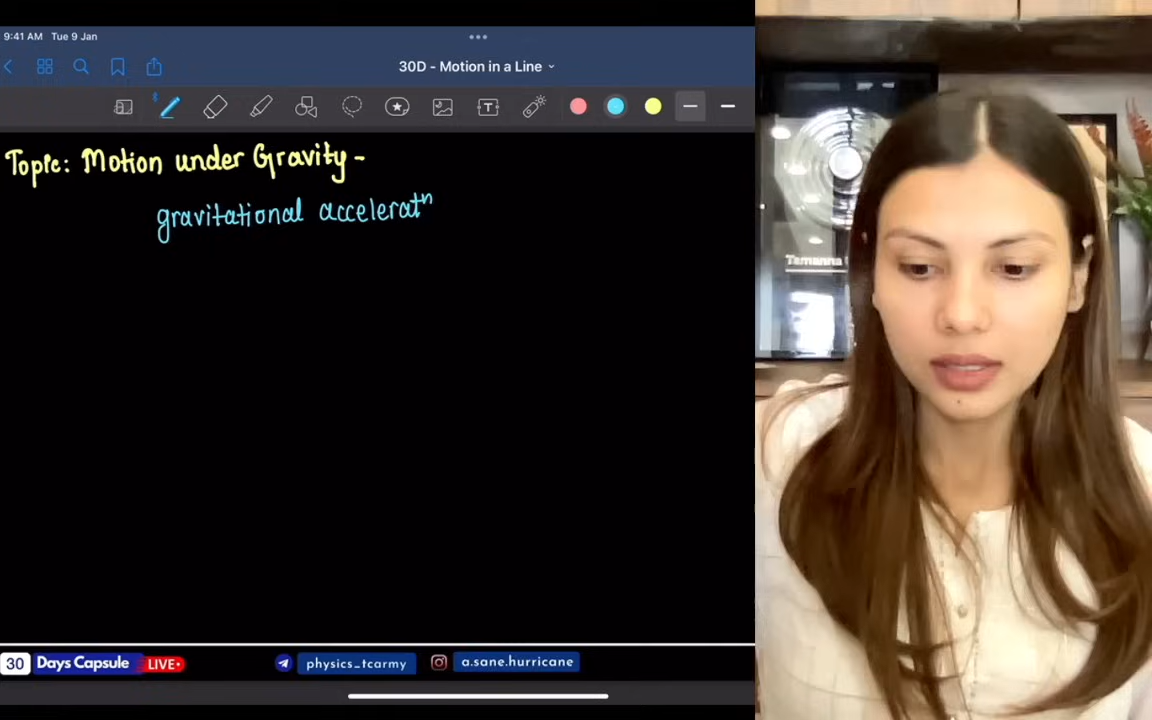 9:41 AM Tue 9 Jan
30D - Motion in a Line
Topic: Motion under Gravity -
gravitational acceleratⁿ
Tamanna
30 Days Capsule LIVE
physics_tcarmy
a.sane.hurricane